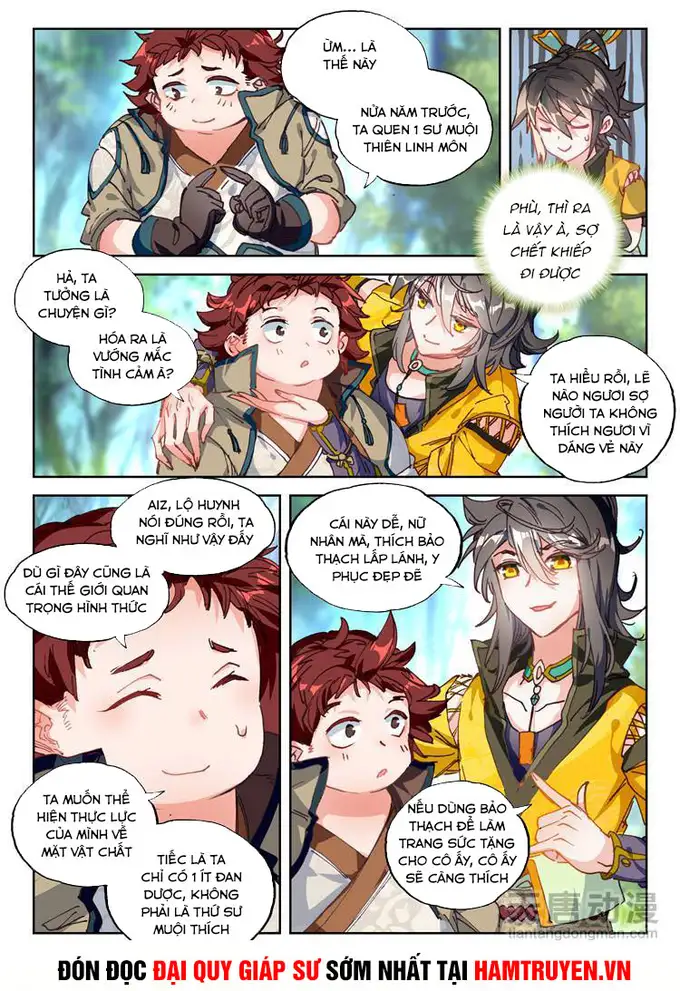 ỪM... LÀ
THẾ NÀY
NỬA NĂM TRƯỚC,
TA QUEN 1 SƯ MUỘI
THIÊN LINH MÔN
PHÙ, THÌ RA
LÀ VẬY À, SỢ
CHẾT KHIẾP
ĐI ĐƯỢC
HẢ, TA
TƯỞNG LÀ
CHUYỆN GÌ?
HÓA RA LÀ
VƯỚNG MẮC
TÌNH CẢM À?
TA HIỂU RỒI, LẼ
NÀO NGƯƠI SỢ
NGƯỜI TA KHÔNG
THÍCH NGƯƠI VÌ
DÁNG VẺ NÀY
AIZ, LỘ HUYNH
NÓI ĐÚNG RỒI, TA
NGHĨ NHƯ VẬY ĐẤY
DÙ GÌ ĐÂY CŨNG LÀ
CÁI THẾ GIỚI QUAN
TRỌNG HÌNH THỨC
TA MUỐN THỂ
HIỆN THỰC LỰC
CỦA MÌNH VỀ
MẶT VẬT CHẤT
TIẾC LÀ TA
CHỈ CÓ 1 ÍT ĐAN
DƯỢC, KHÔNG
PHẢI LÀ THỨ SƯ
MUỘI THÍCH
CÁI NÀY DỄ, NỮ
NHÂN MÀ, THÍCH BẢO
THẠCH LẤP LÁNH, Y
PHỤC ĐẸP ĐẼ
NẾU DÙNG BẢO
THẠCH ĐỂ LÀM
TRANG SỨC TẶNG
CHO CÔ ẤY, CÔ ẤY
SẼ CÀNG THÍCH
唐动漫
tiantangdongman.com
ĐÓN ĐỌC ĐẠI QUY GIÁP SƯ SỚM NHẤT TẠI HAMTRUYEN.VN